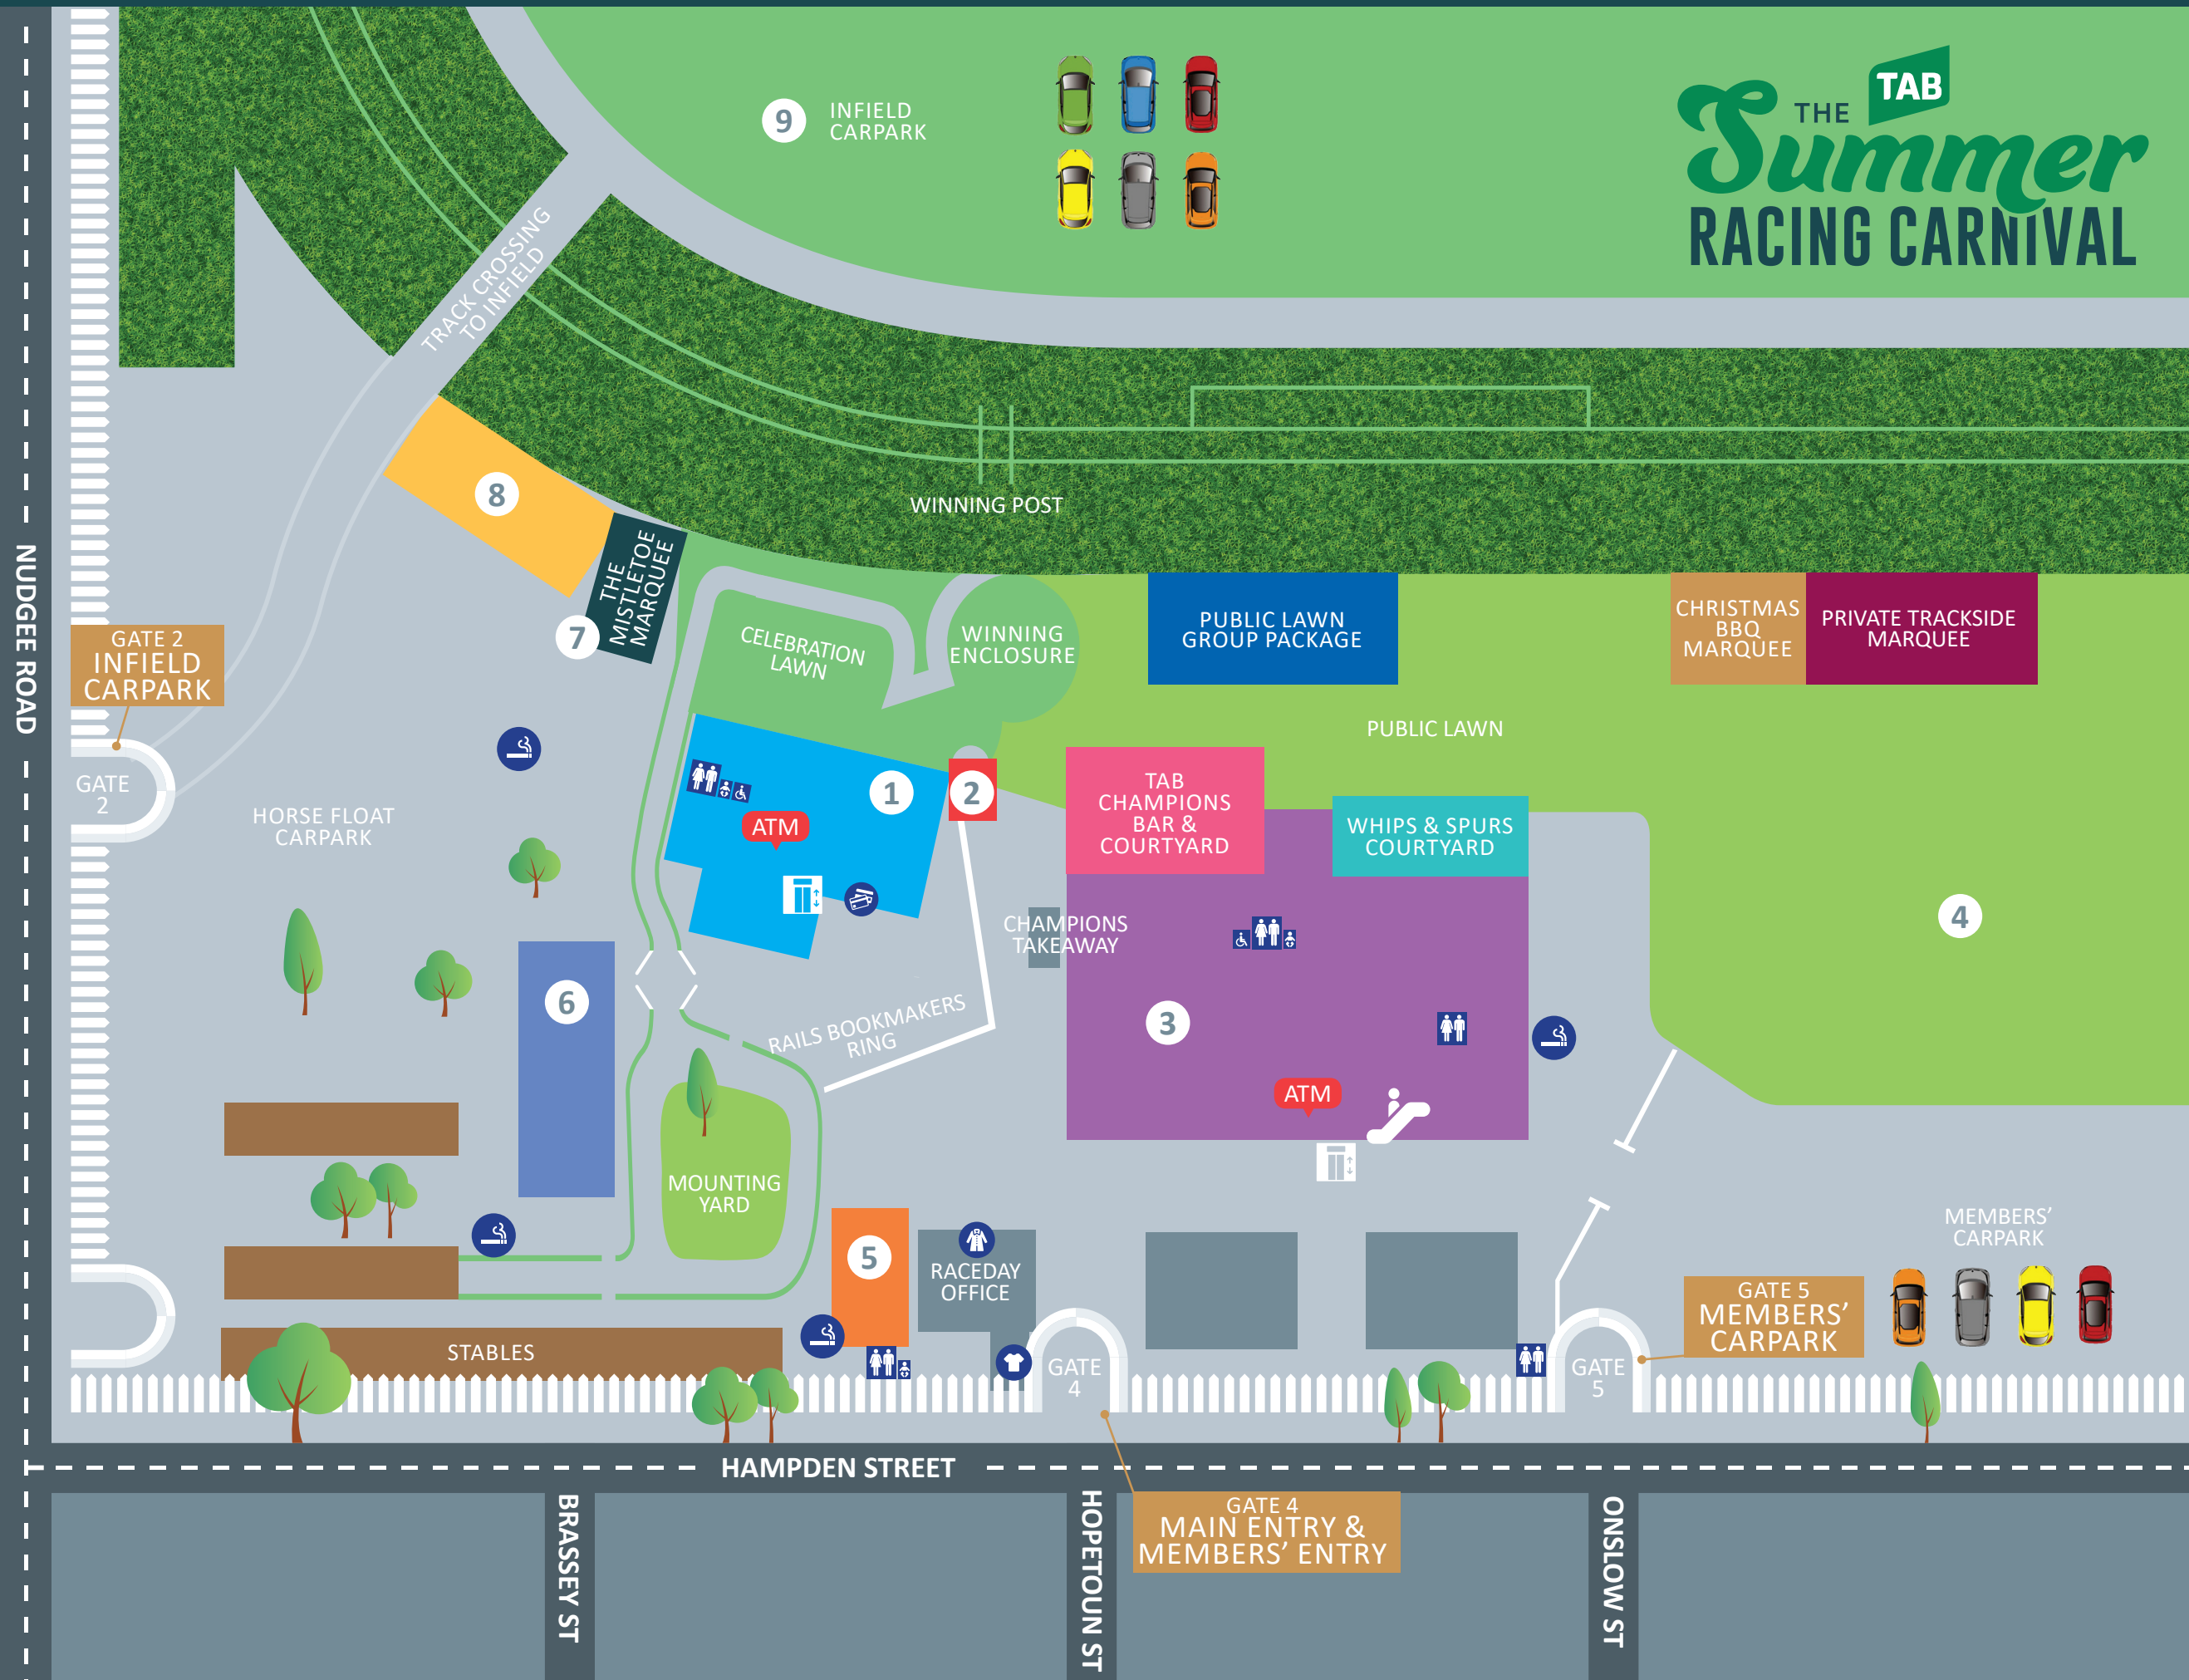 TAB
THE
Summer
RACING CARNIVAL
9
INFIELD
CARPARK
TRACK CROSSING
TO INFIELD
8
WINNING POST
NUDGEE ROAD
THE
MISTLETOE
MARQUEE
7
CELEBRATION
LAWN
WINNING
ENCLOSURE
PUBLIC LAWN
GROUP PACKAGE
CHRISTMAS
BBQ
MARQUEE
PRIVATE TRACKSIDE
MARQUEE
GATE 2
INFIELD
CARPARK
PUBLIC LAWN
GATE
2
HORSE FLOAT
CARPARK
1
ATM
2
TAB
CHAMPIONS
BAR &
COURTYARD
WHIPS & SPURS
COURTYARD
4
CHAMPIONS
TAKEAWAY
6
RAILS BOOKMAKERS
RING
3
ATM
MOUNTING
YARD
5
RACEDAY
OFFICE
MEMBERS’
CARPARK
GATE 5
MEMBERS’
CARPARK
STABLES
GATE
4
GATE
5
HAMPDEN STREET
BRASSEY ST
HOPETOUN ST
GATE 4
MAIN ENTRY &
MEMBERS’ ENTRY
ONSLOW ST